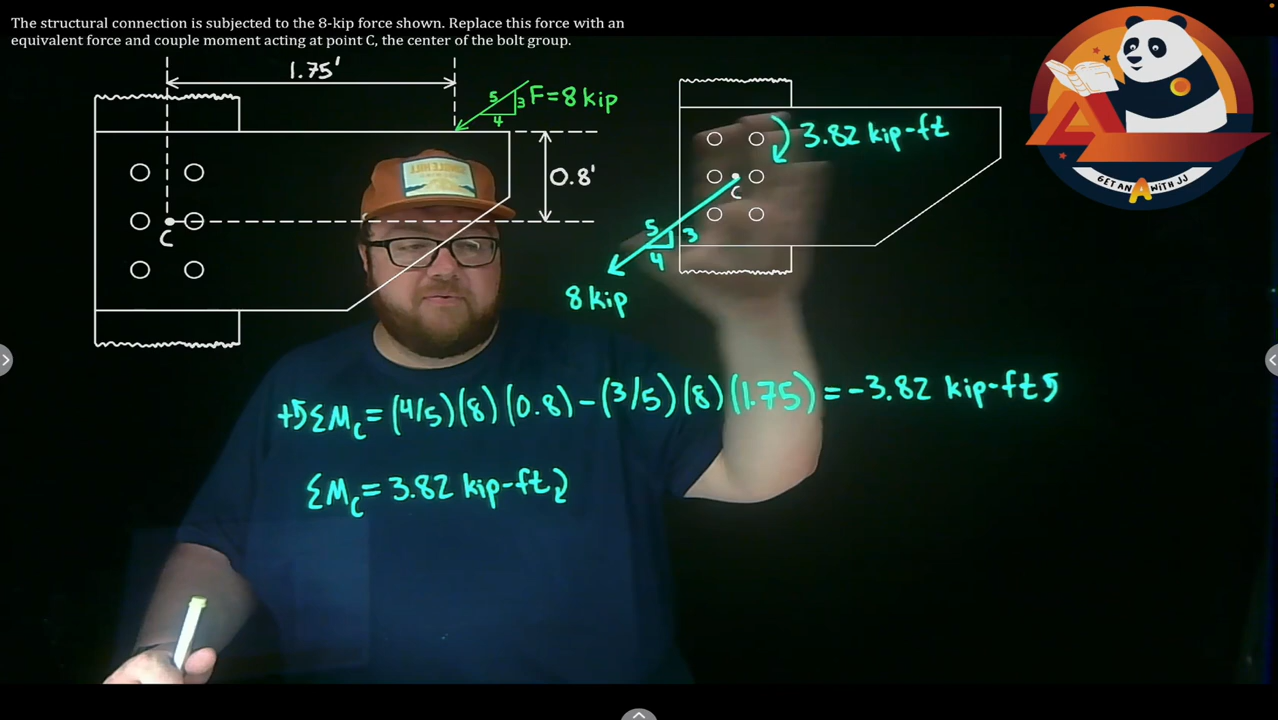 The structural connection is subjected to the 8-kip force shown. Replace this force with an
equivalent force and couple moment acting at point C, the center of the bolt group.
1.75'
5
3
4
F=8 kip
0.8'
C
3.82 kip-ft
C
5
3
4
8 kip
+↺ΣM_C = (4/5)(8)(0.8) - (3/5)(8)(1.75) = -3.82 kip-ft↺
ΣM_C = 3.82 kip-ft↻
GET AN A WITH JJ